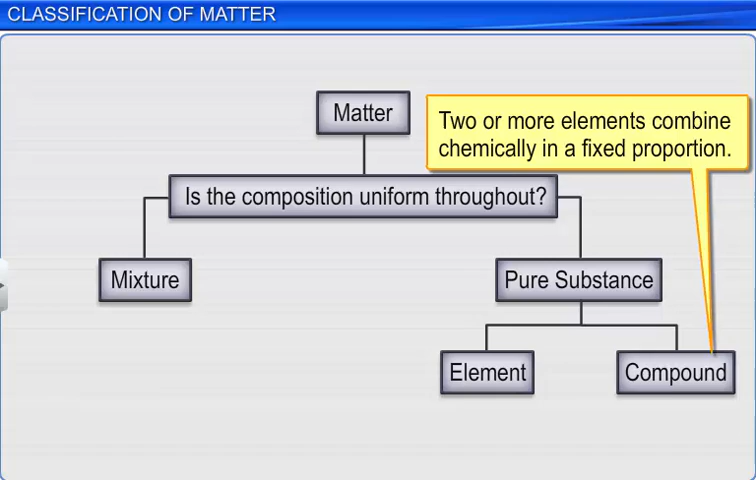 CLASSIFICATION OF MATTER
Matter
Two or more elements combine
chemically in a fixed proportion.
Is the composition uniform throughout?
Mixture
Pure Substance
Element
Compound